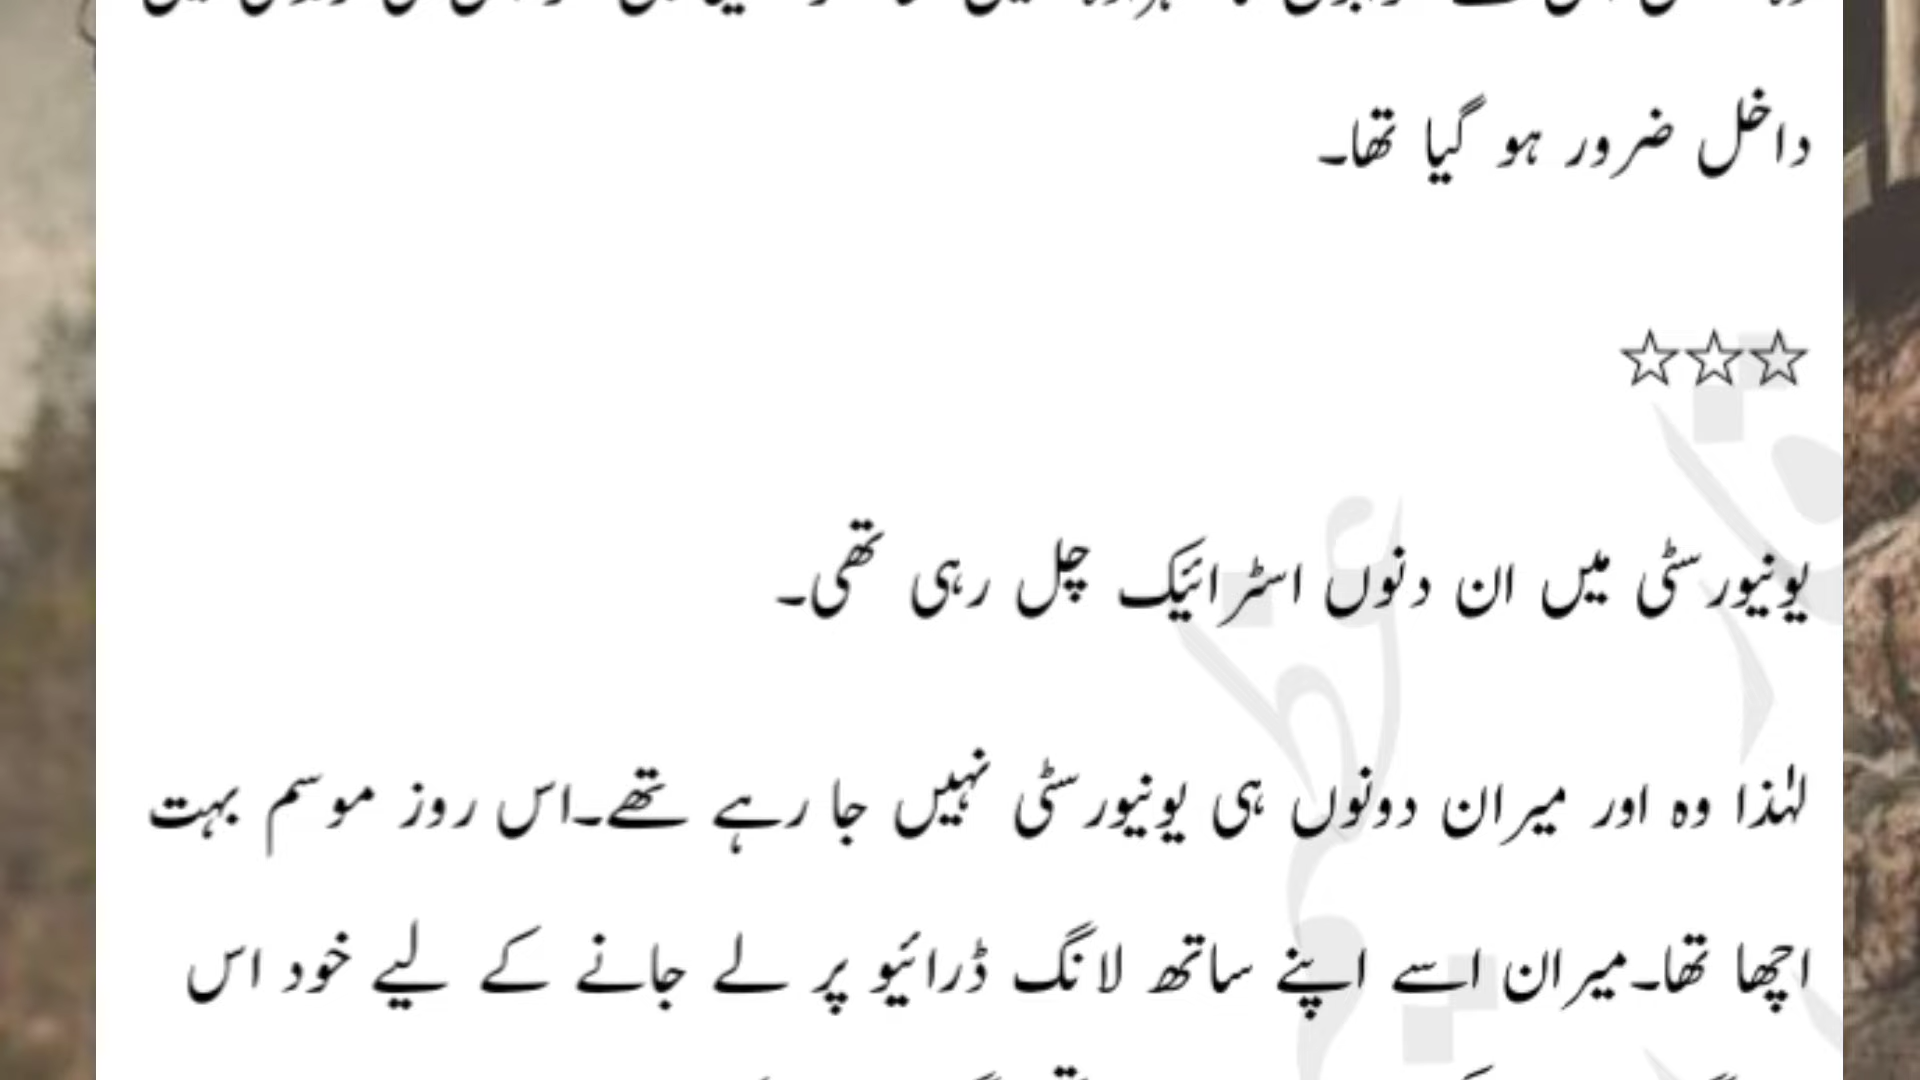 داخل ضرور ہو گیا تھا۔
☆☆☆
یونیورسٹی میں ان دنوں اسٹرائیک چل رہی تھی۔
لہٰذا وہ اور میران دونوں ہی یونیورسٹی نہیں جا رہے تھے۔اس روز موسم بہت
اچھا تھا۔میران اسے اپنے ساتھ لانگ ڈرائیو پر لے جانے کے لیے خود اس